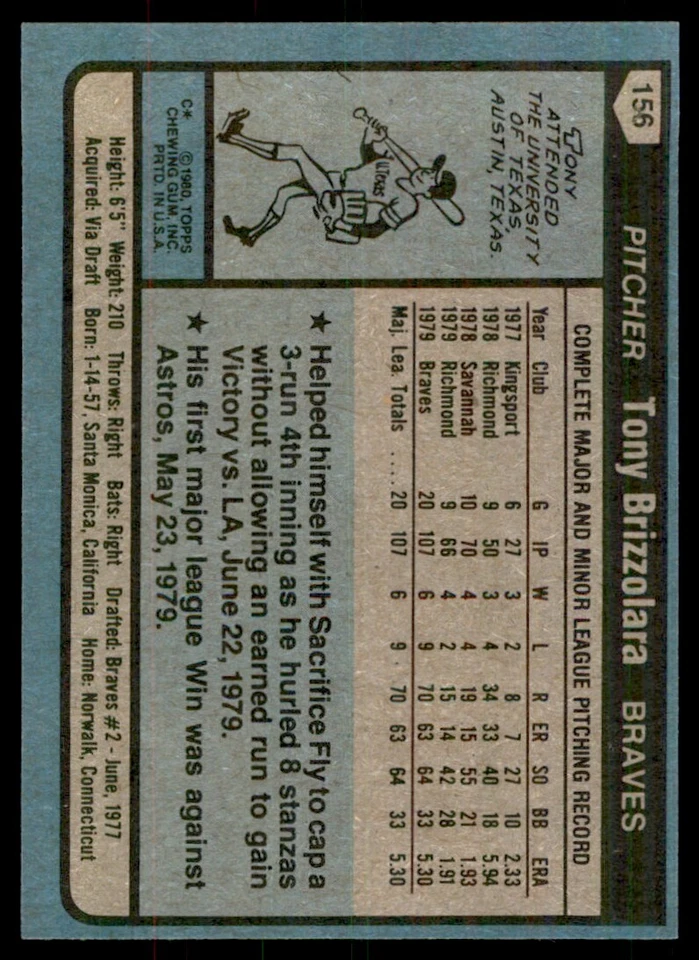 156
PITCHER Tony Brizzolara BRAVES
TONY
ATTENDED
THE UNIVERSITY
OF TEXAS,
AUSTIN, TEXAS.
U TEXAS
C* © 1980, TOPPS
CHEWING GUM, INC.
PRTD. IN U.S.A.
COMPLETE MAJOR AND MINOR LEAGUE PITCHING RECORD
Year Club G IP W L R ER SO BB ERA
1977 Kingsport 6 27 3 2 8 7 27 10 2.33
1978 Richmond 9 50 3 4 34 33 40 18 5.94
1978 Savannah 10 70 4 4 19 15 55 21 1.93
1979 Richmond 9 66 4 2 15 14 42 28 1.91
1979 Braves 20 107 6 9 70 63 64 33 5.30
Maj. Lea. Totals .... 20 107 6 9 70 63 64 33 5.30
★ Helped himself with Sacrifice Fly to cap a
3-run 4th inning as he hurled 8 stanzas
without allowing an earned run to gain
Victory vs. LA, June 22, 1979.
★ His first major league Win was against
Astros, May 23, 1979.
Height: 6'5" Weight: 210 Throws: Right Bats: Right Drafted: Braves #2 - June, 1977
Acquired: Via Draft Born: 1-14-57, Santa Monica, California Home: Norwalk, Connecticut